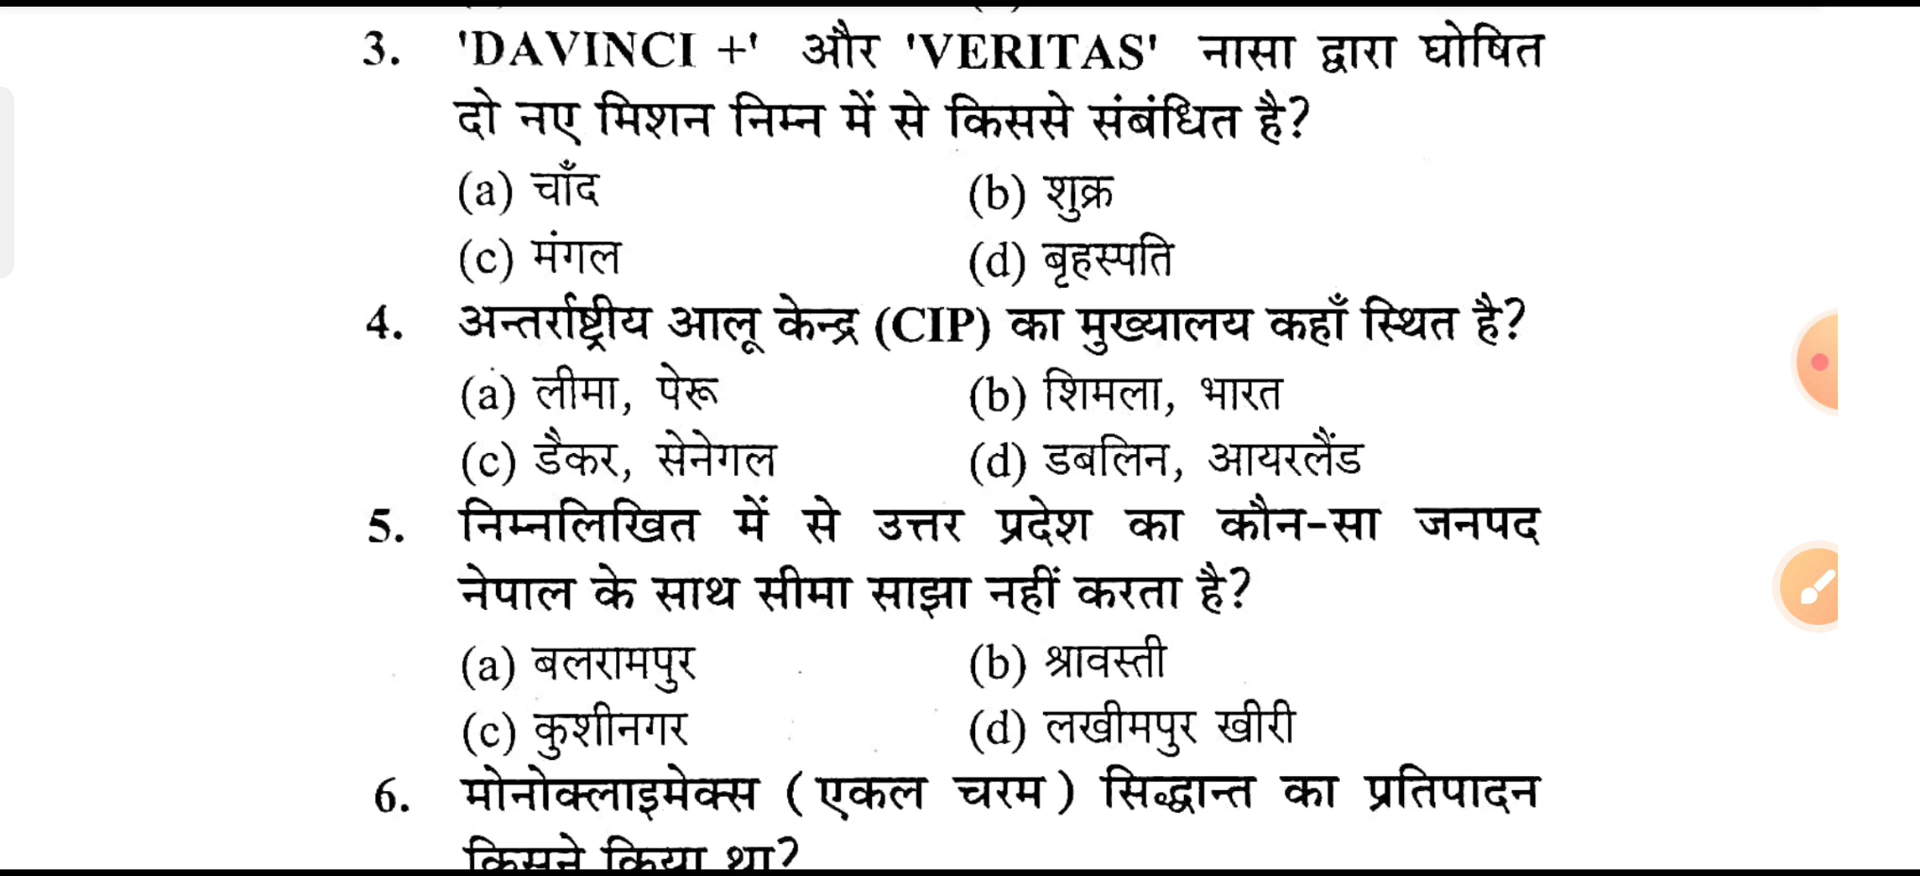 3. 'DAVINCI +' और 'VERITAS' नासा द्वारा घोषित
दो नए मिशन निम्न में से किससे संबंधित है?
(a) चाँद (b) शुक्र
(c) मंगल (d) बृहस्पति
4. अन्तर्राष्ट्रीय आलू केन्द्र (CIP) का मुख्यालय कहाँ स्थित है?
(a) लीमा, पेरू (b) शिमला, भारत
(c) डैकर, सेनेगल (d) डबलिन, आयरलैंड
5. निम्नलिखित में से उत्तर प्रदेश का कौन-सा जनपद
नेपाल के साथ सीमा साझा नहीं करता है?
(a) बलरामपुर (b) श्रावस्ती
(c) कुशीनगर (d) लखीमपुर खीरी
6. मोनोक्लाइमेक्स (एकल चरम) सिद्धान्त का प्रतिपादन
किसने किया था?